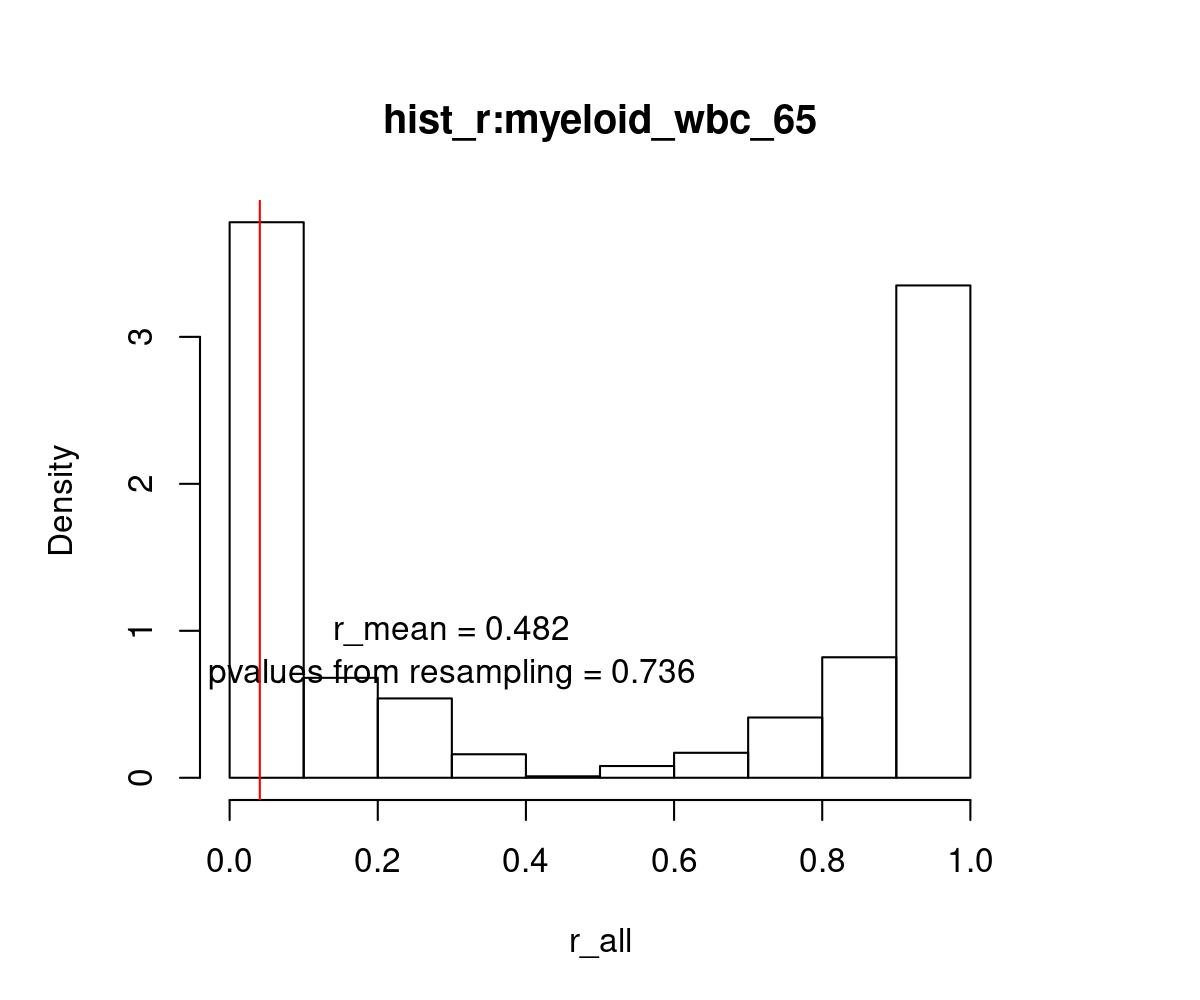 hist_r:myeloid_wbc_65
Density
3
2
1
0
r_mean = 0.482
pvalues from resampling = 0.736
0.0 0.2 0.4 0.6 0.8 1.0
r_all